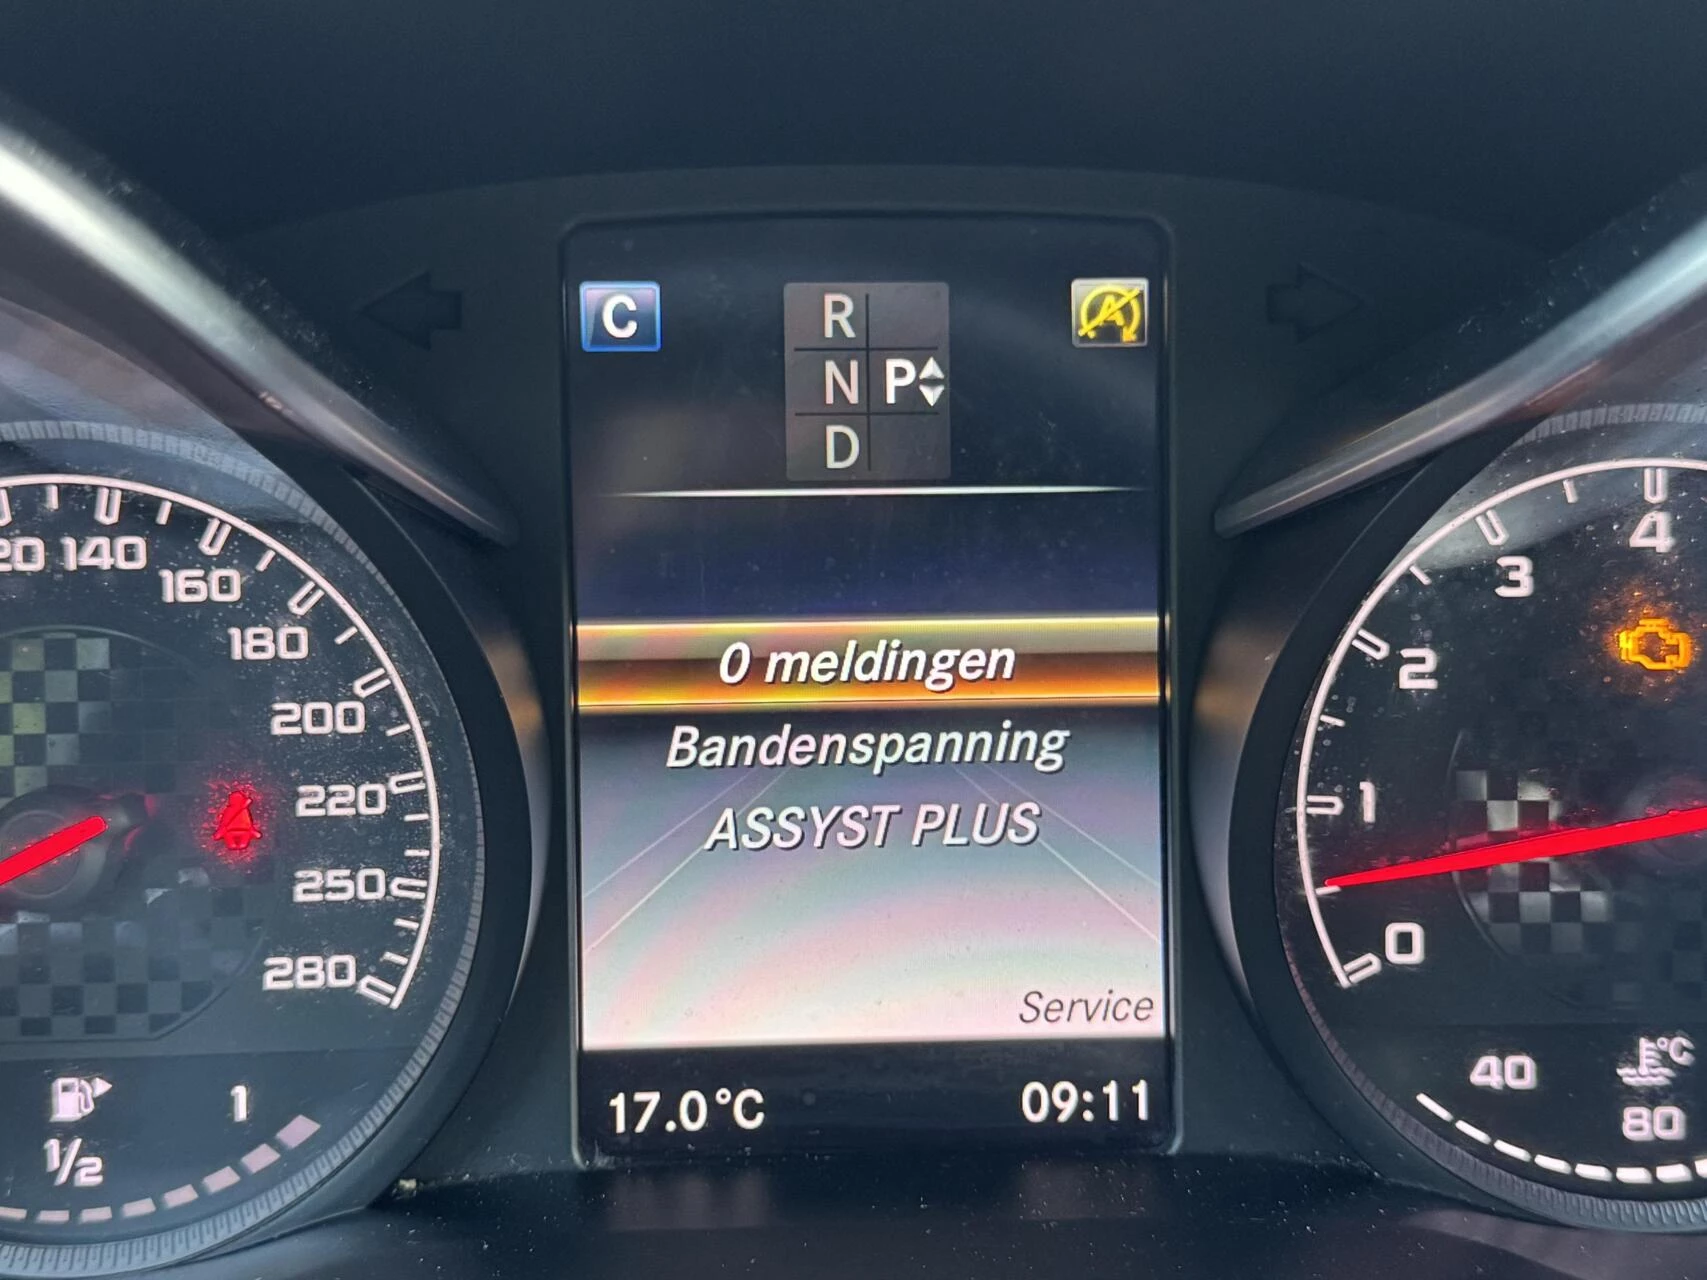 C
R
N P
D
0 meldingen
Bandenspanning
ASSYST PLUS
Service
17.0°C
09:11
20
140
160
180
200
220
250
280
1/2
1
4
3
2
1
0
40
°C
80